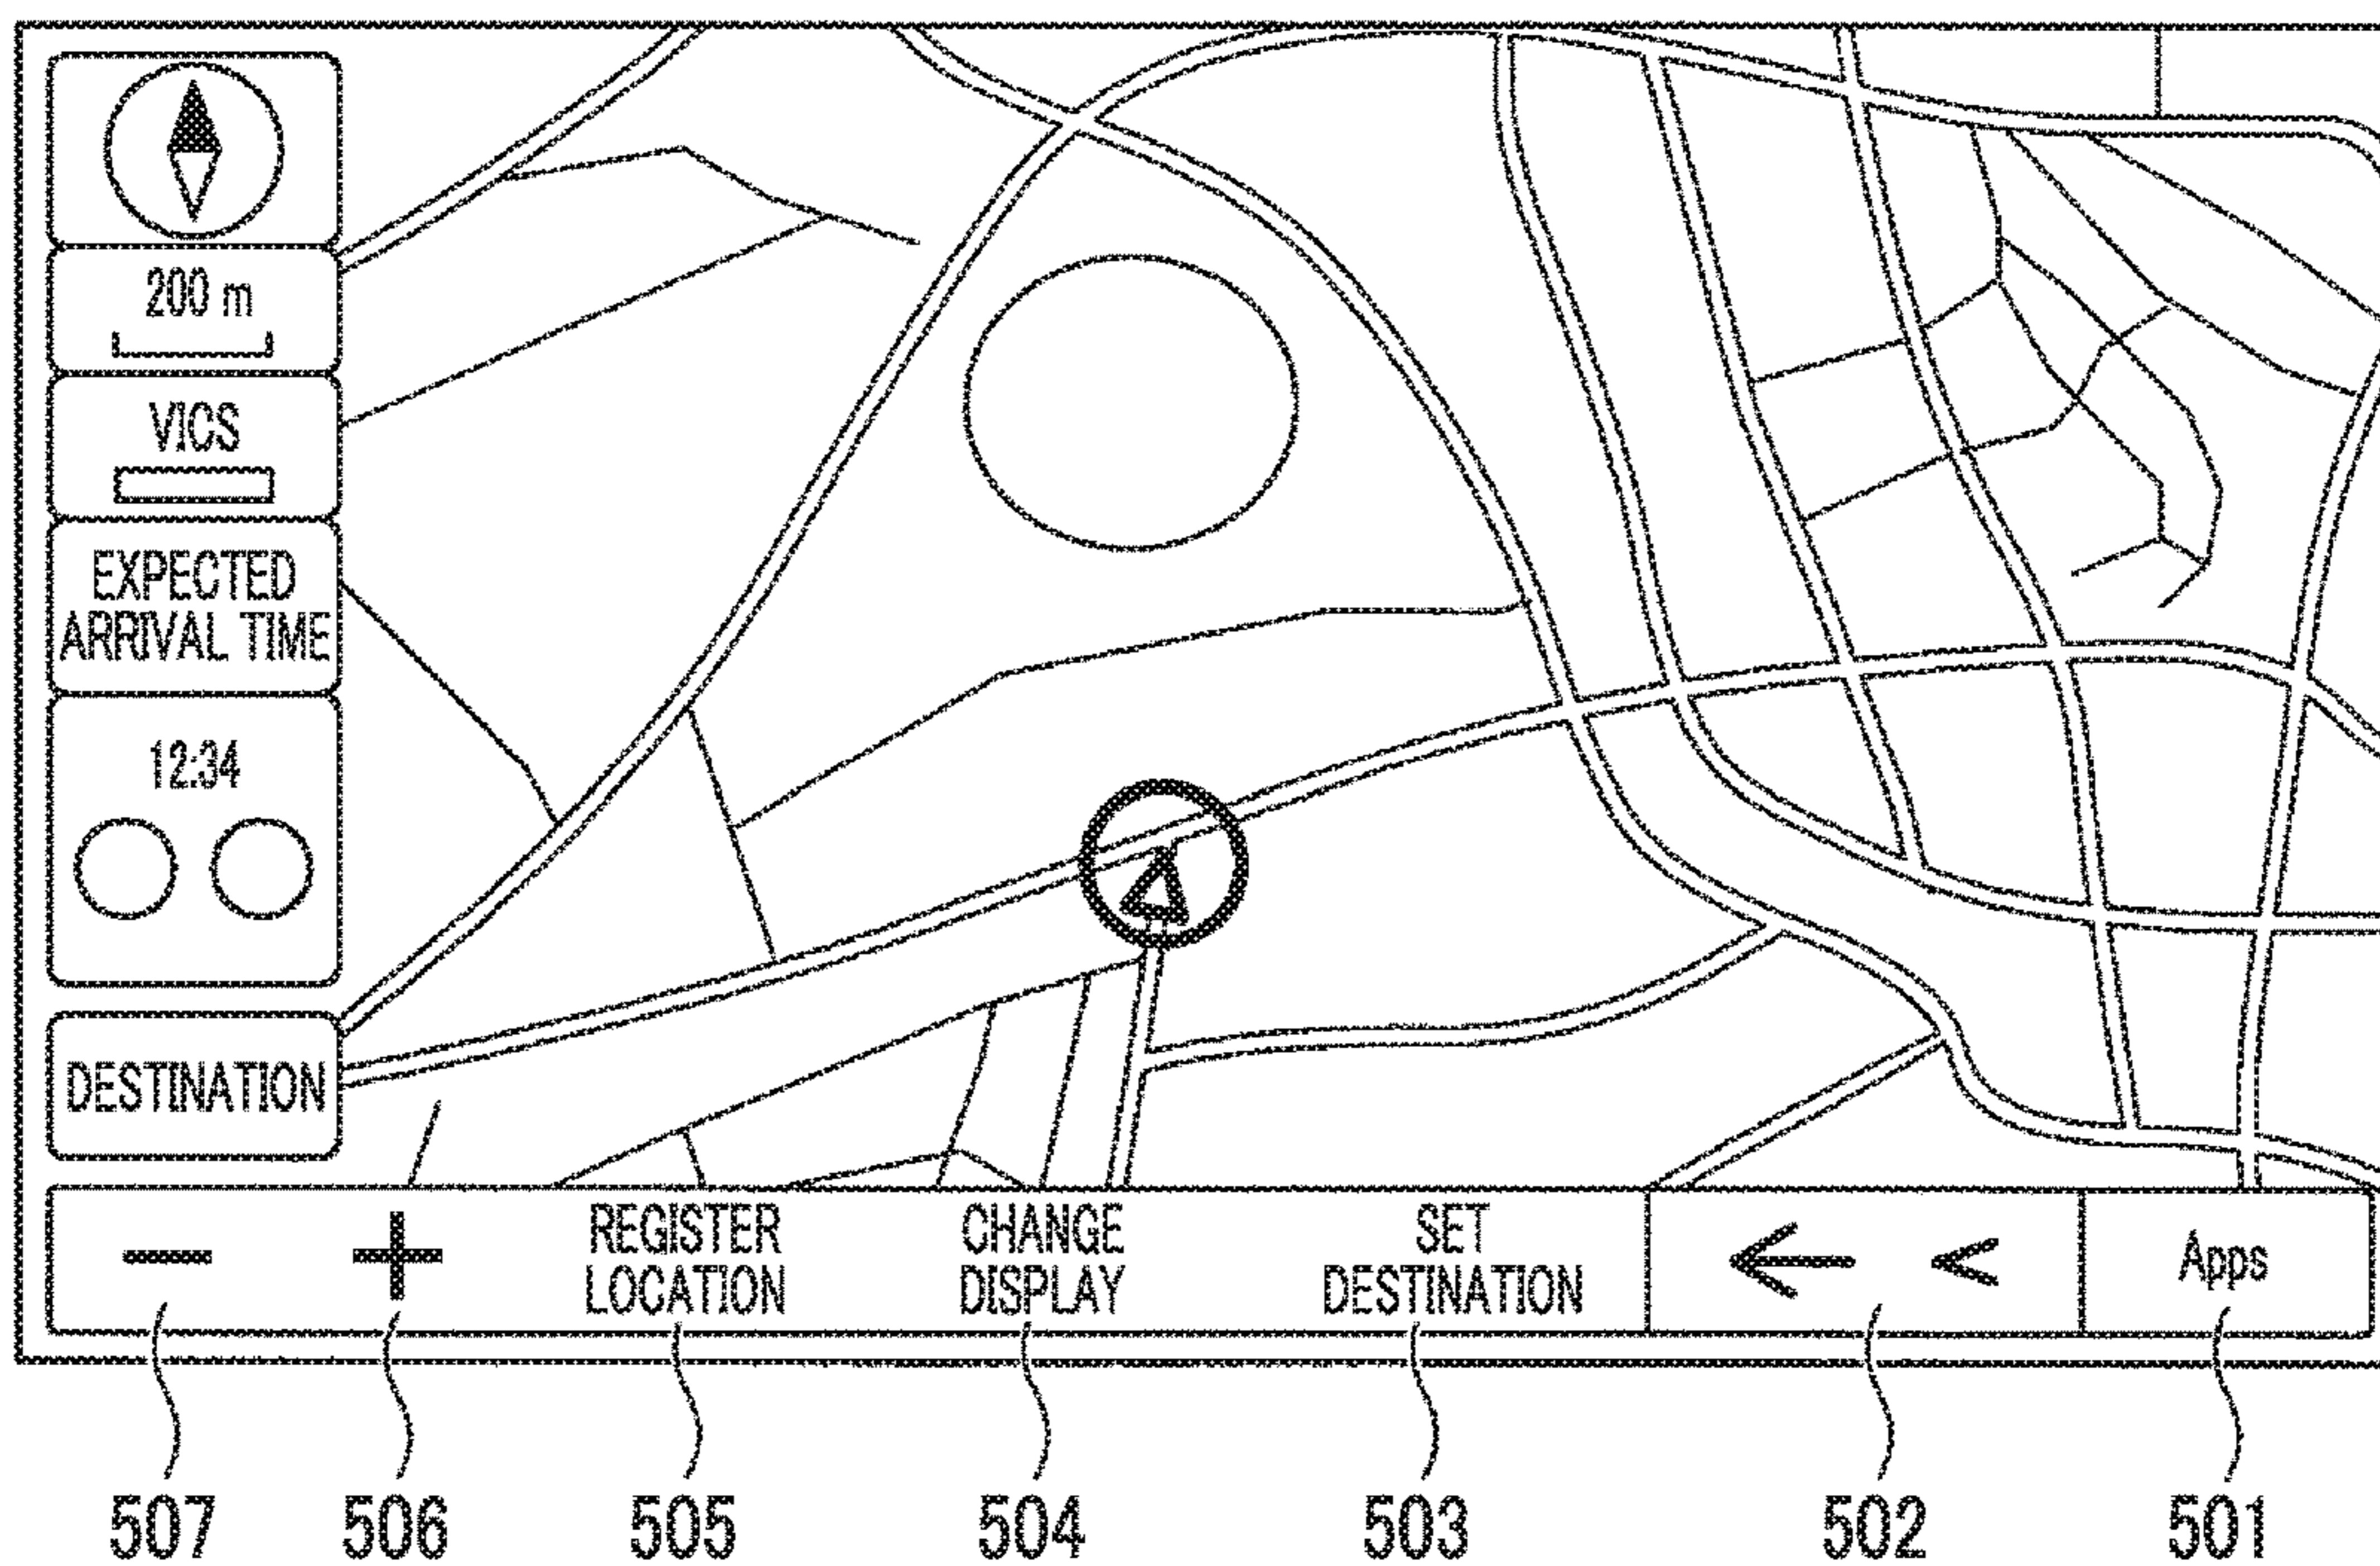 200 m
VICS
EXPECTED
ARRIVAL TIME
12:34
DESTINATION
− +
REGISTER
LOCATION
CHANGE
DISPLAY
SET
DESTINATION
← <
Apps
507 506 505 504 503 502 501